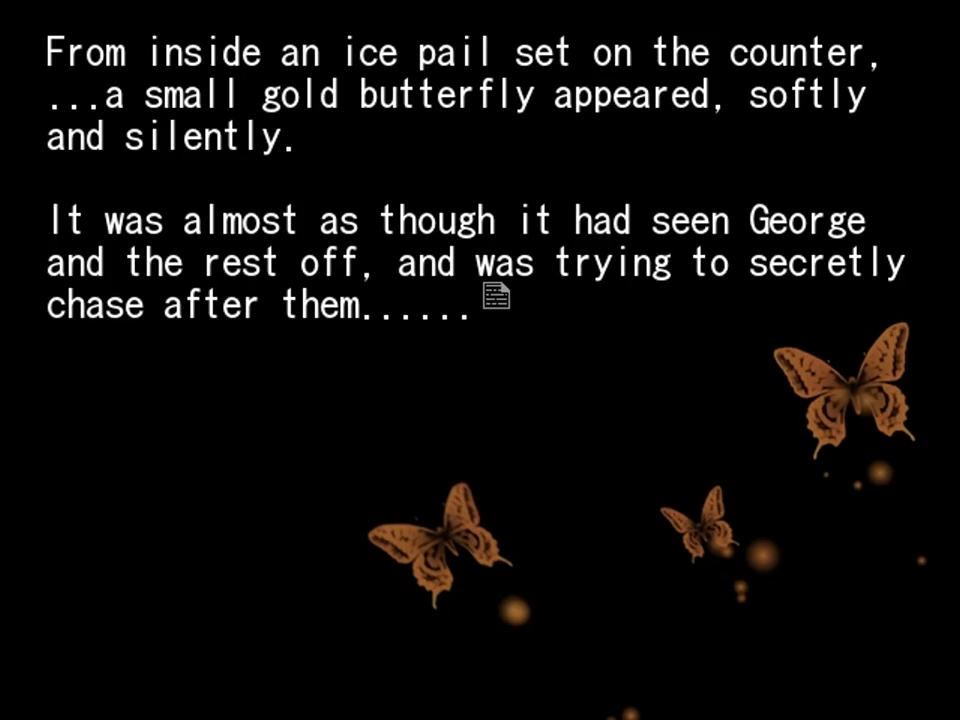 From inside an ice pail set on the counter,
...a small gold butterfly appeared, softly
and silently.
It was almost as though it had seen George
and the rest off, and was trying to secretly
chase after them......